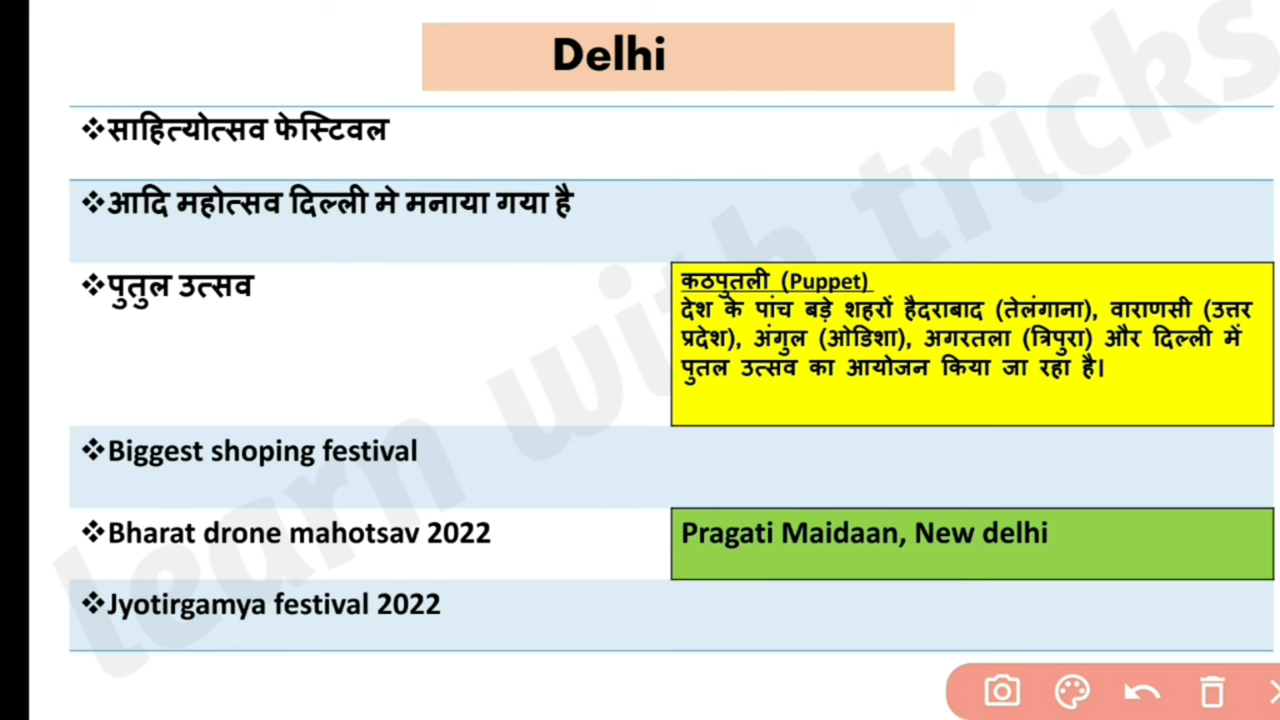 Delhi
❖साहित्योत्सव फेस्टिवल
❖आदि महोत्सव दिल्ली मे मनाया गया है
❖पुतुल उत्सव
कठपुतली (Puppet)
देश के पांच बड़े शहरों हैदराबाद (तेलंगाना), वाराणसी (उत्तर
प्रदेश), अंगुल (ओडिशा), अगरतला (त्रिपुरा) और दिल्ली में
पुतल उत्सव का आयोजन किया जा रहा है।
❖Biggest shoping festival
❖Bharat drone mahotsav 2022
Pragati Maidaan, New delhi
❖Jyotirgamya festival 2022
learn with tricks